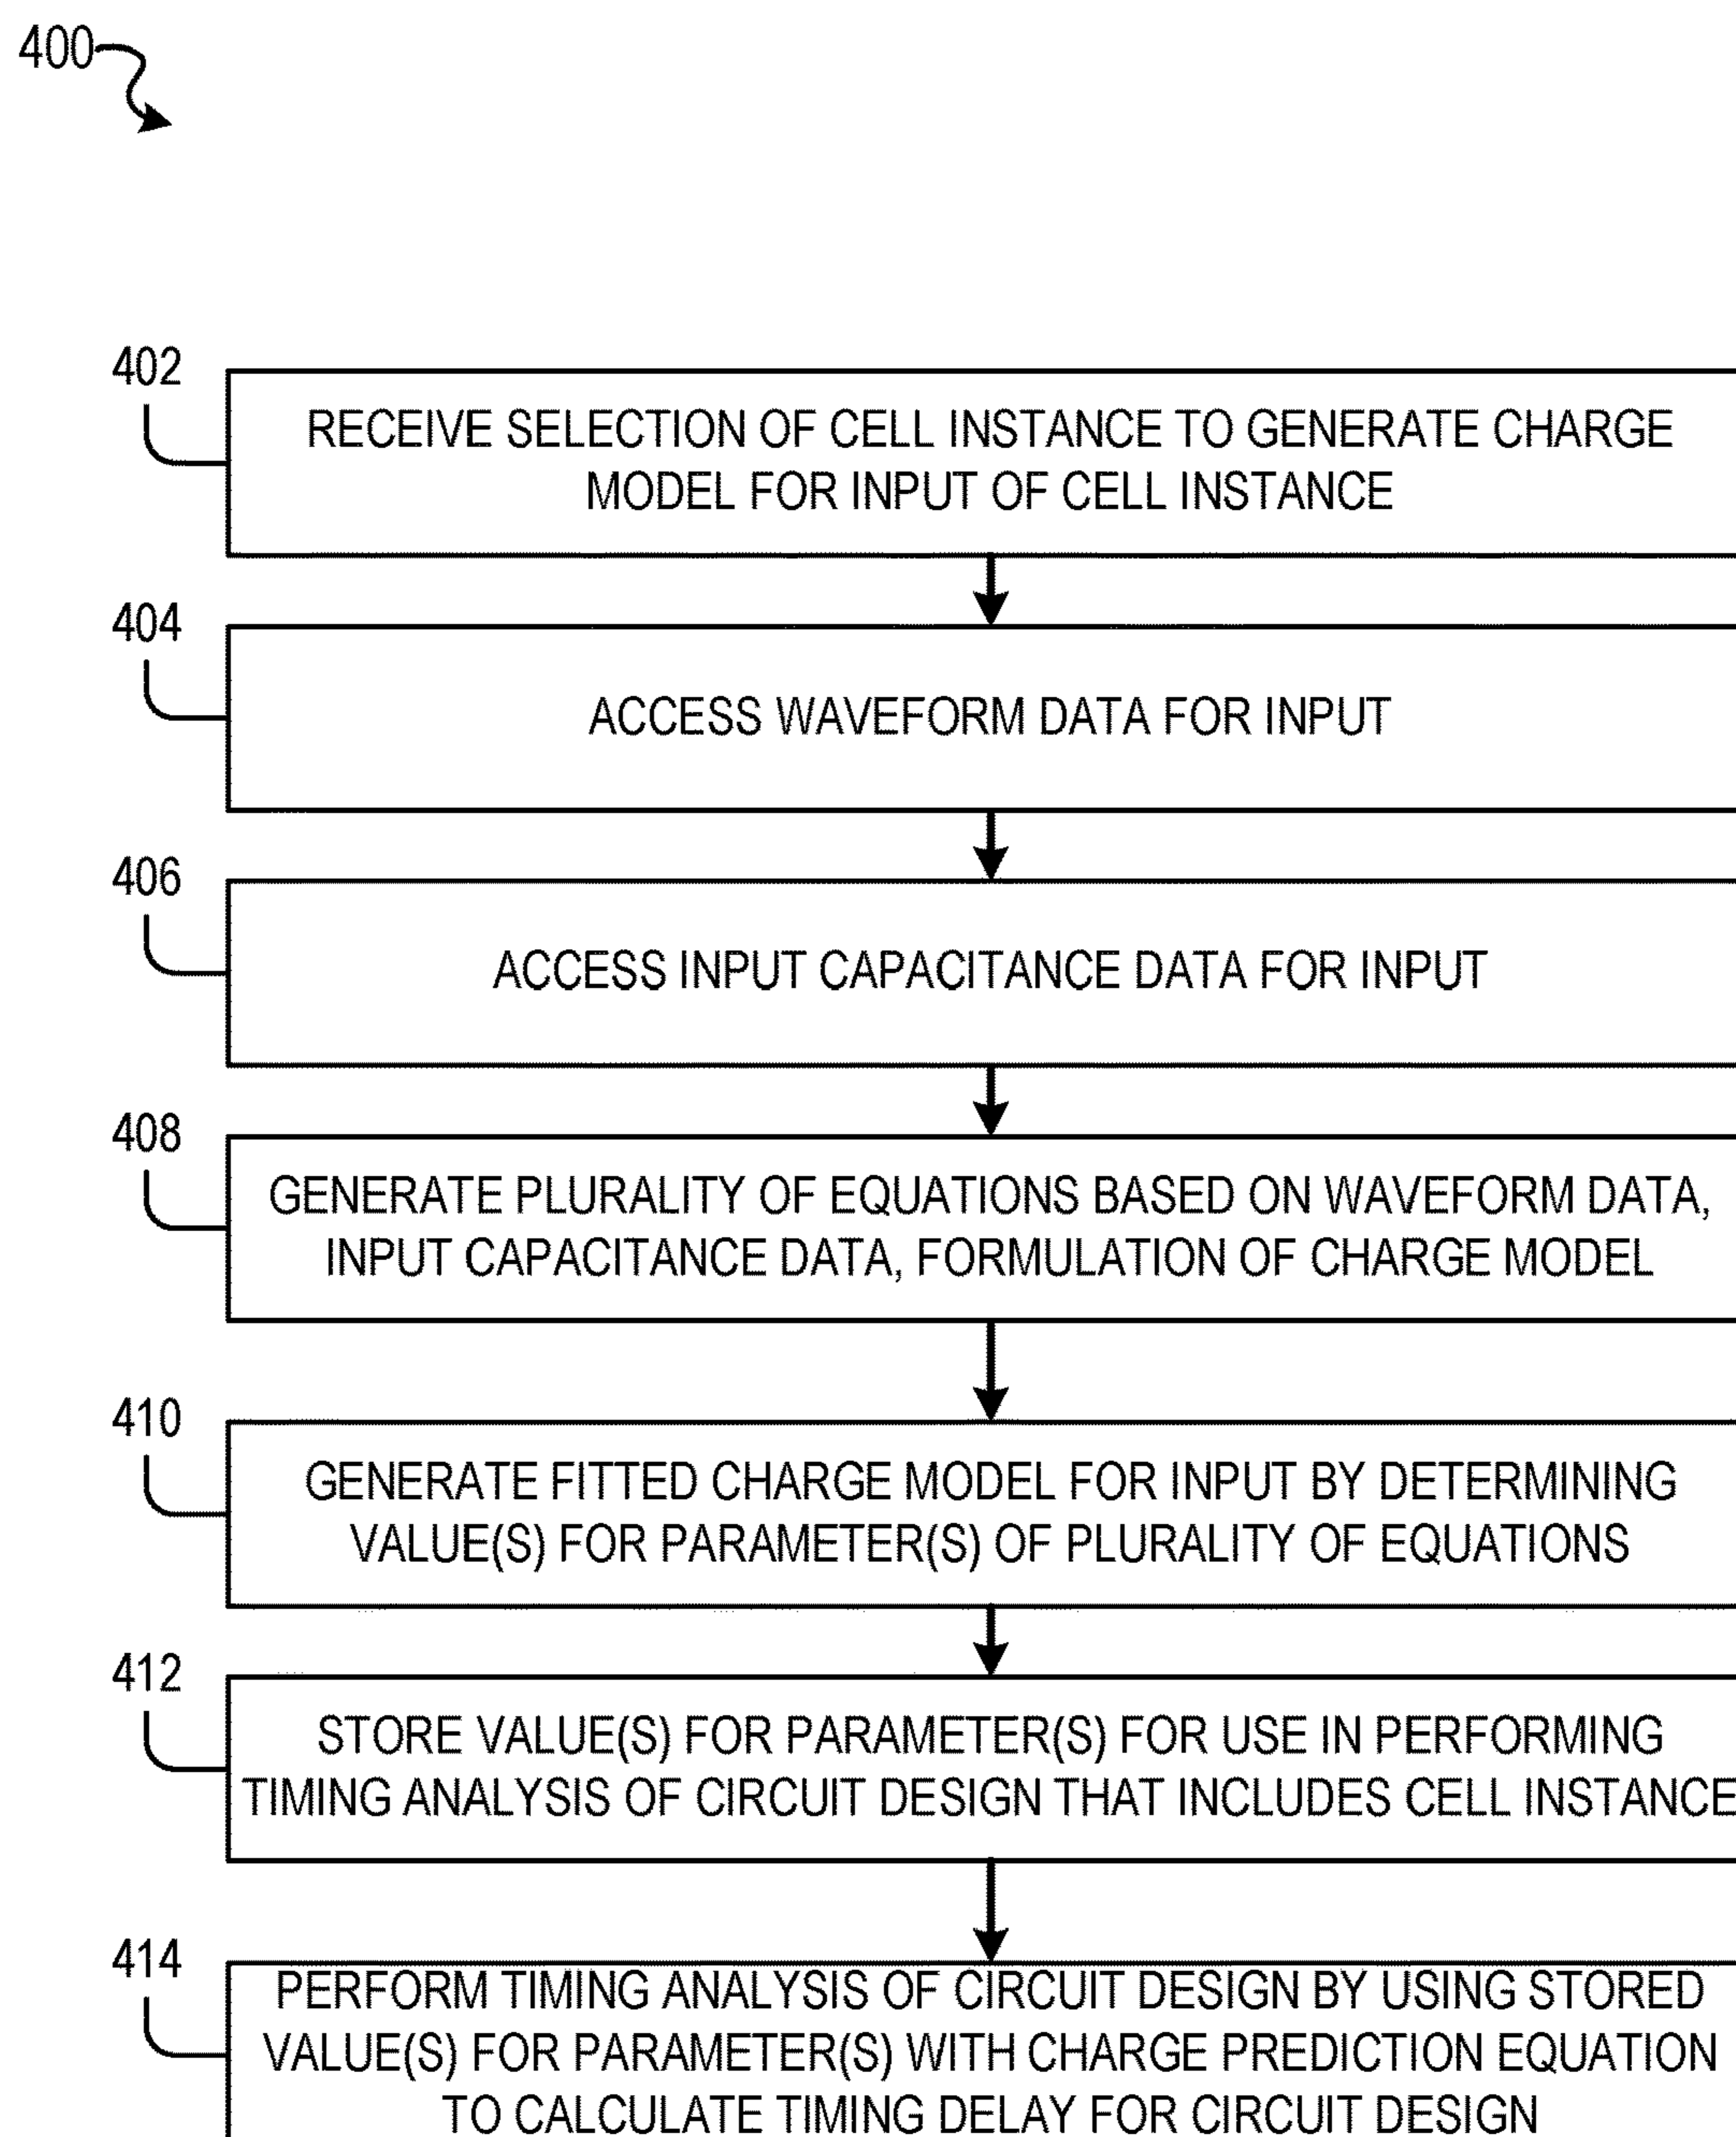 400
402
RECEIVE SELECTION OF CELL INSTANCE TO GENERATE CHARGE
MODEL FOR INPUT OF CELL INSTANCE
404
ACCESS WAVEFORM DATA FOR INPUT
406
ACCESS INPUT CAPACITANCE DATA FOR INPUT
408
GENERATE PLURALITY OF EQUATIONS BASED ON WAVEFORM DATA,
INPUT CAPACITANCE DATA, FORMULATION OF CHARGE MODEL
410
GENERATE FITTED CHARGE MODEL FOR INPUT BY DETERMINING
VALUE(S) FOR PARAMETER(S) OF PLURALITY OF EQUATIONS
412
STORE VALUE(S) FOR PARAMETER(S) FOR USE IN PERFORMING
TIMING ANALYSIS OF CIRCUIT DESIGN THAT INCLUDES CELL INSTANCE
414
PERFORM TIMING ANALYSIS OF CIRCUIT DESIGN BY USING STORED
VALUE(S) FOR PARAMETER(S) WITH CHARGE PREDICTION EQUATION
TO CALCULATE TIMING DELAY FOR CIRCUIT DESIGN